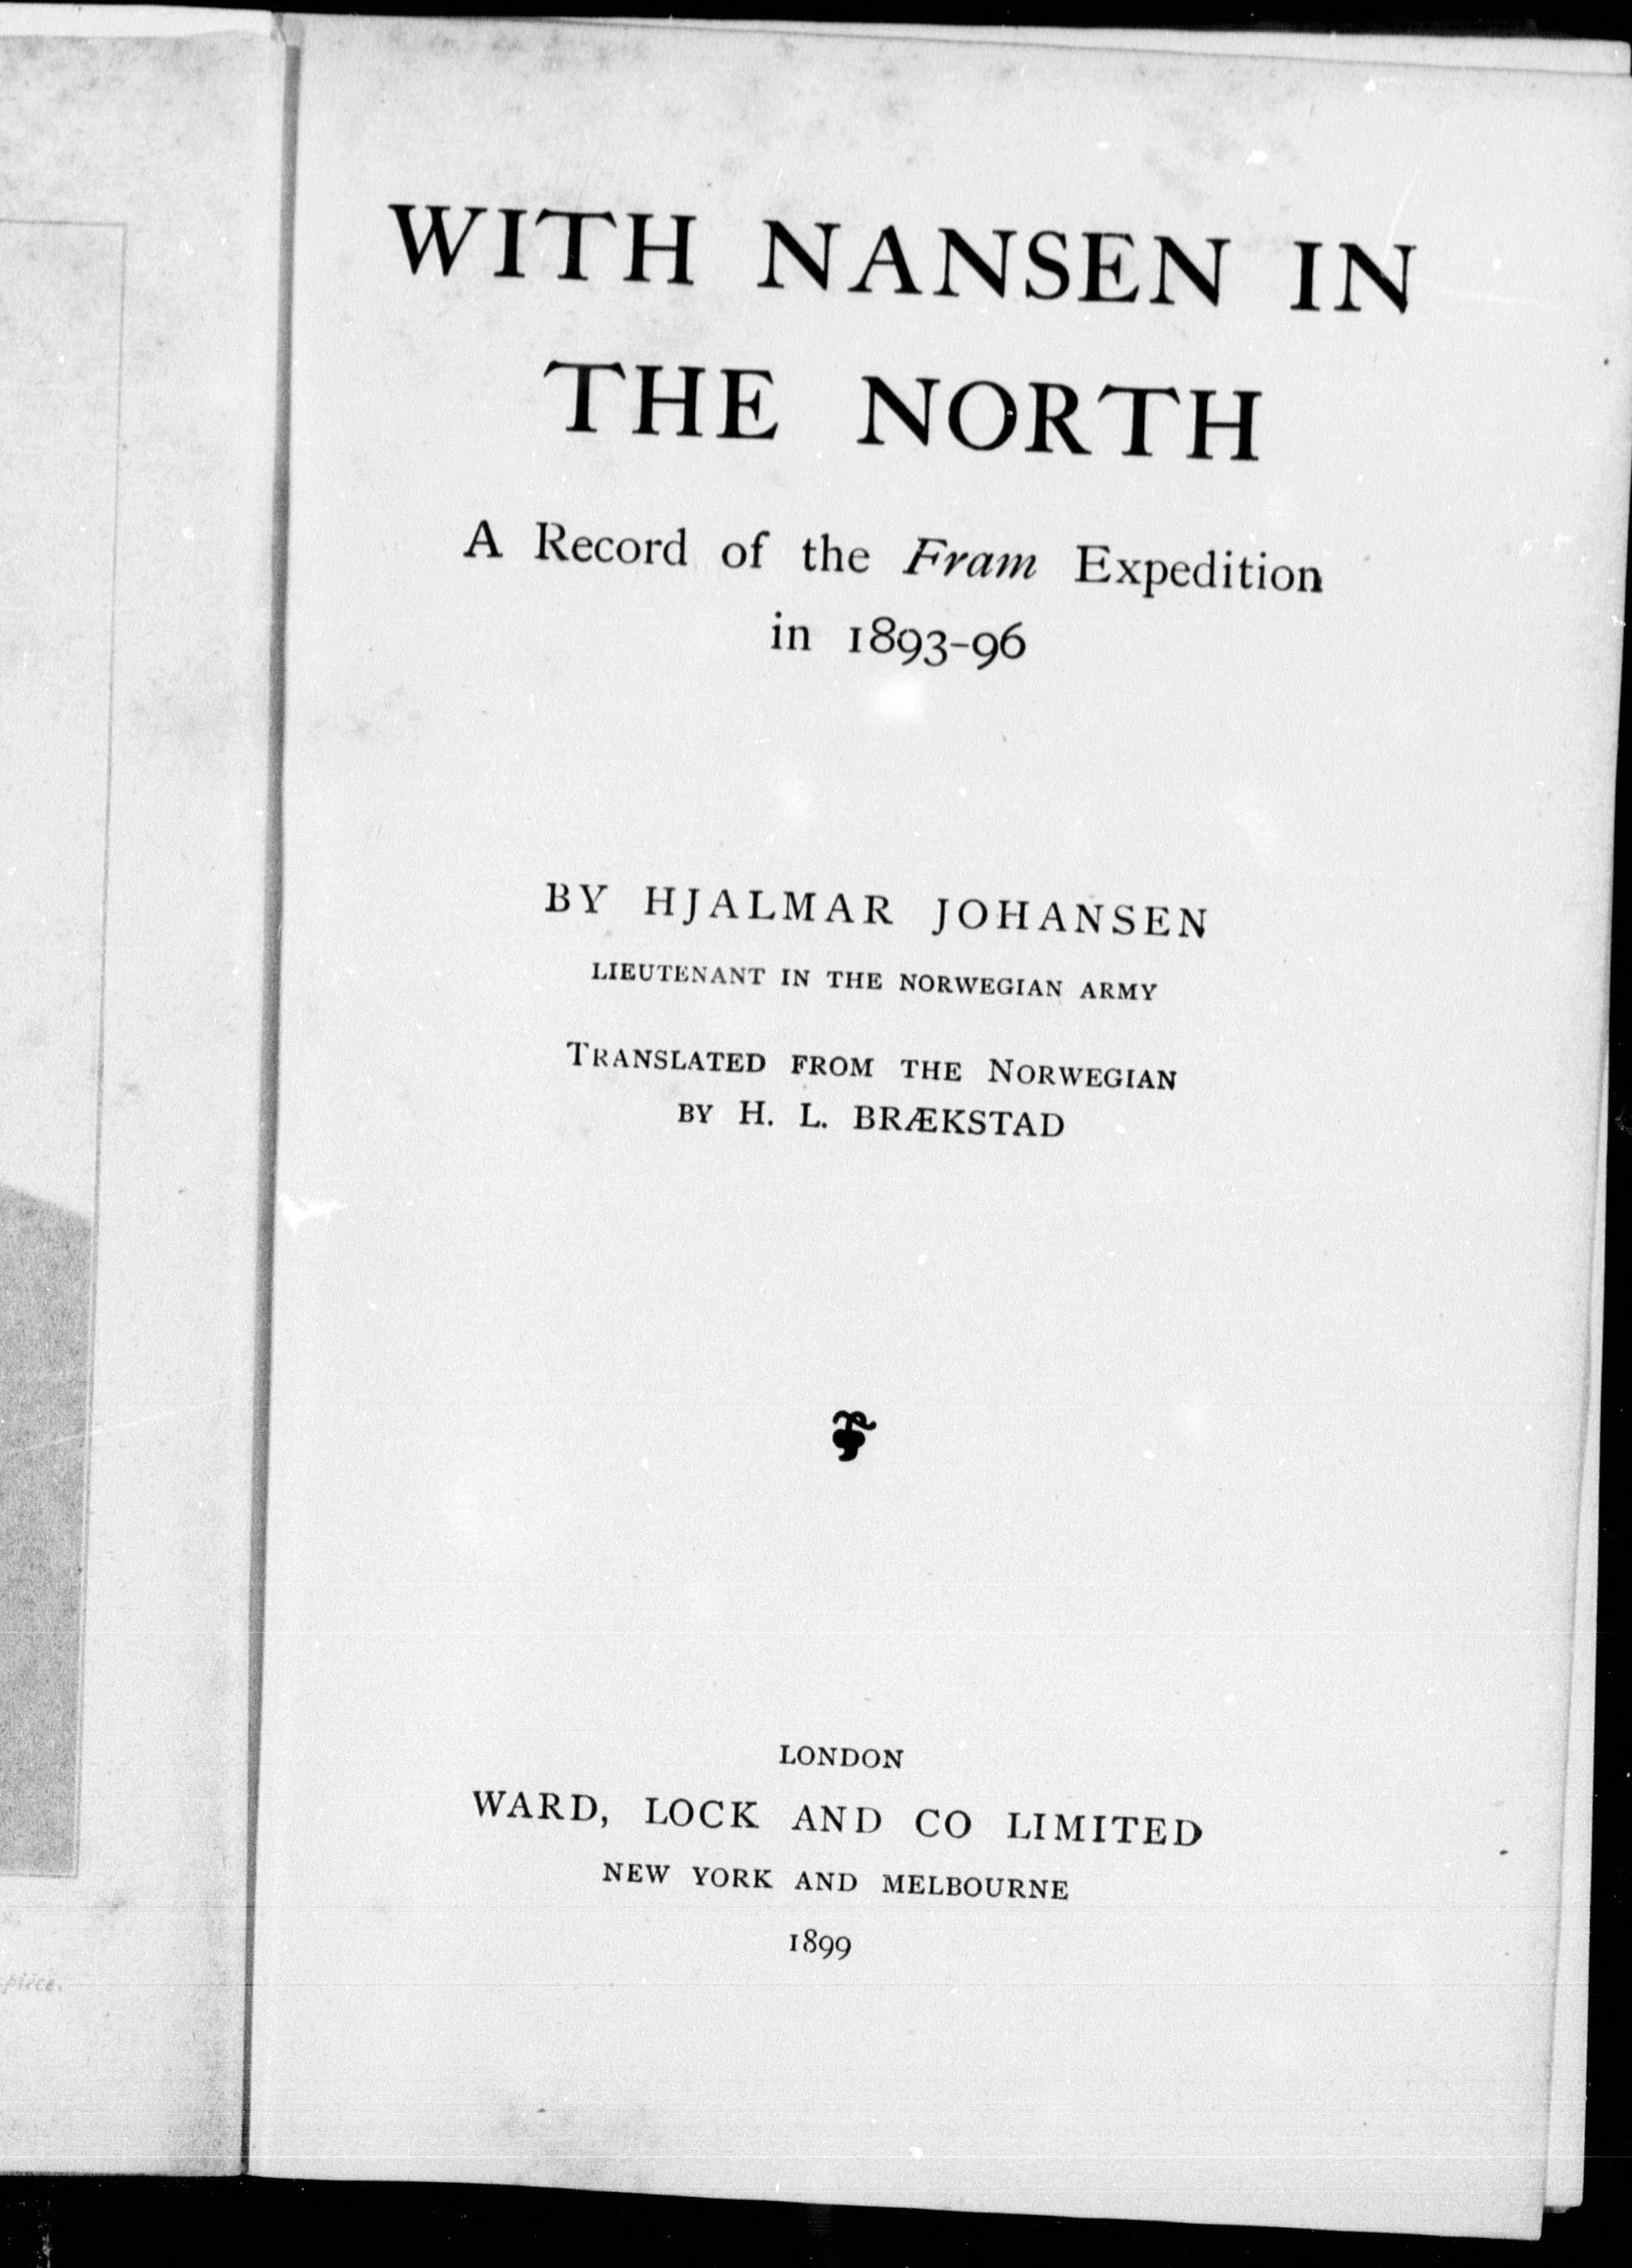 WITH NANSEN IN
THE NORTH
A Record of the Fram Expedition
in 1893-96
BY HJALMAR JOHANSEN
LIEUTENANT IN THE NORWEGIAN ARMY
TRANSLATED FROM THE NORWEGIAN
BY H. L. BRÆKSTAD
LONDON
WARD, LOCK AND CO LIMITED
NEW YORK AND MELBOURNE
1899